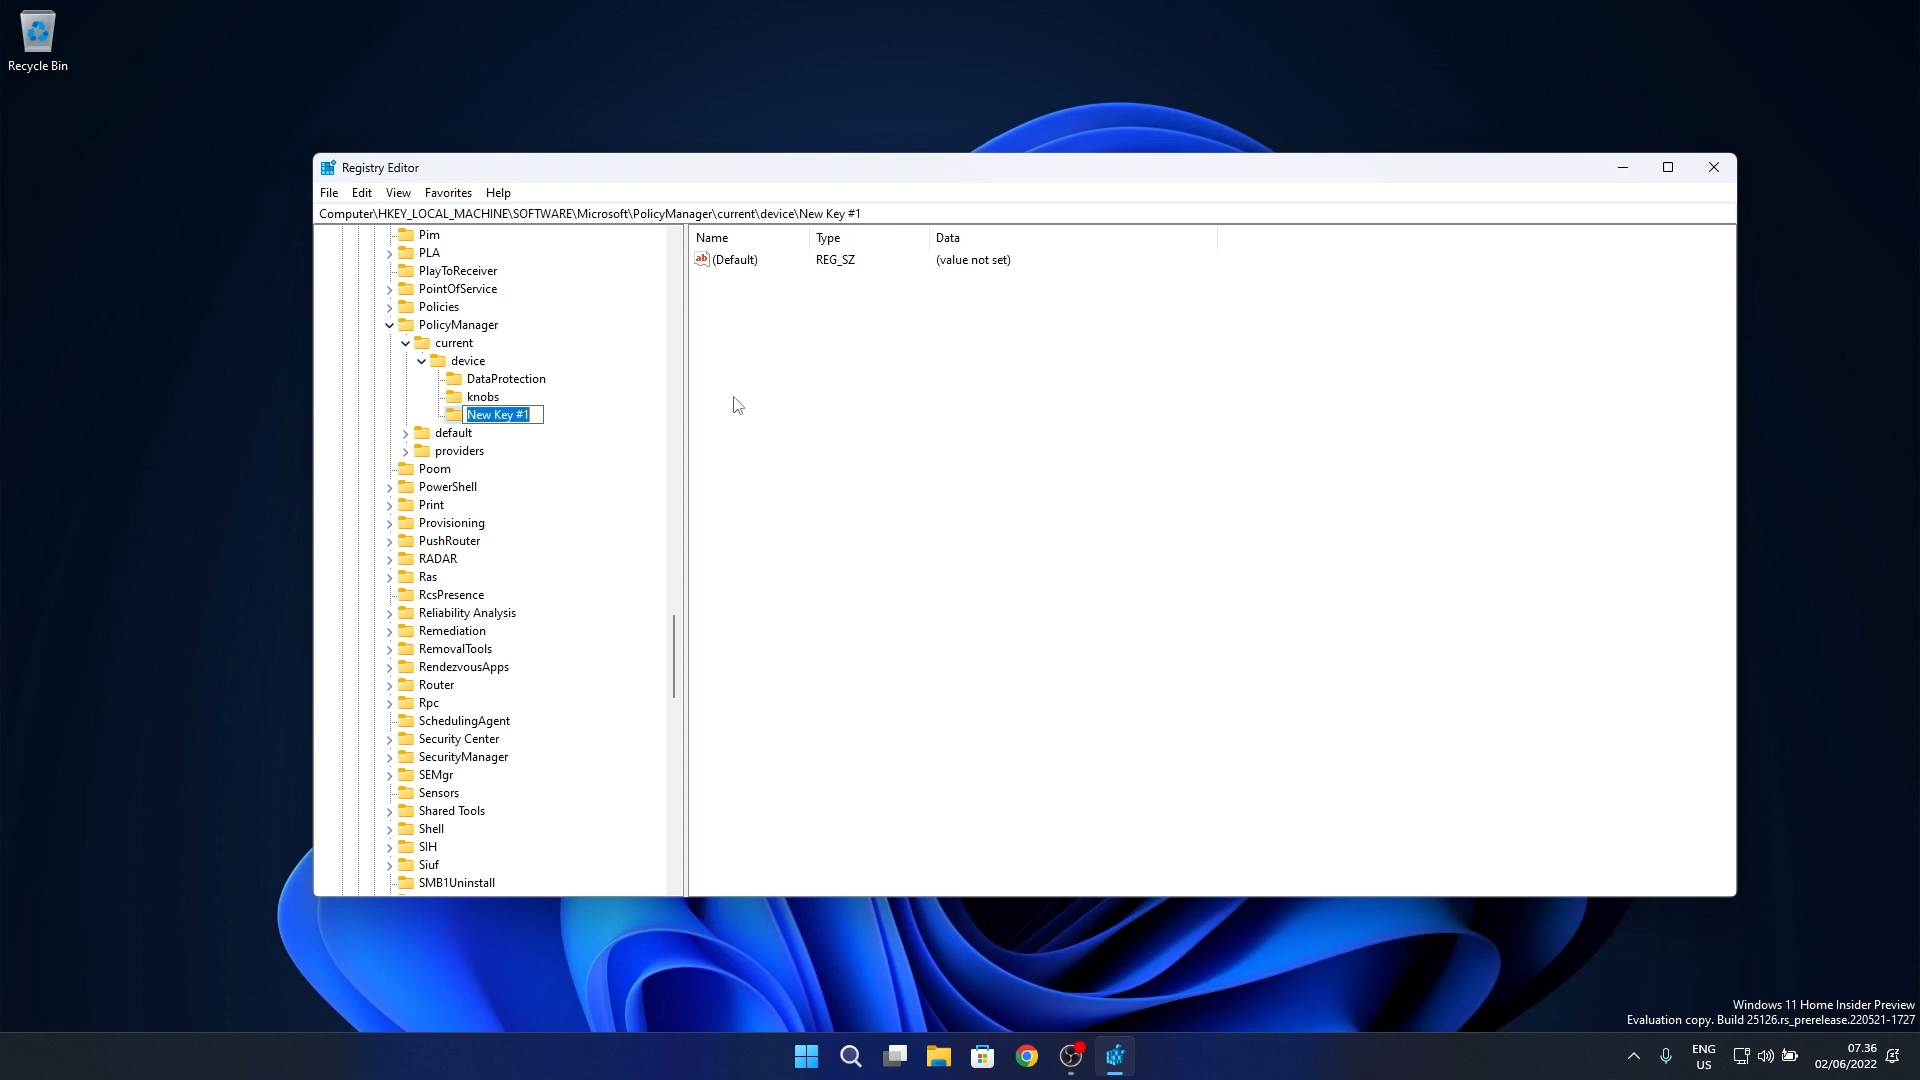 Recycle Bin
Registry Editor
File Edit View Favorites Help
Computer\HKEY_LOCAL_MACHINE\SOFTWARE\Microsoft\PolicyManager\current\device\New Key #1
Name Type Data
(Default) REG_SZ (value not set)
Pim
PLA
PlayToReceiver
PointOfService
Policies
PolicyManager
current
device
DataProtection
knobs
New Key #1
default
providers
Poom
PowerShell
Print
Provisioning
PushRouter
RADAR
Ras
RcsPresence
Reliability Analysis
Remediation
RemovalTools
RendezvousApps
Router
Rpc
SchedulingAgent
Security Center
SecurityManager
SEMgr
Sensors
Shared Tools
Shell
SIH
Siuf
SMB1Uninstall
Windows 11 Home Insider Preview
Evaluation copy. Build 25126.rs_prerelease.220521-1727
ENG
US
07.36
02/06/2022